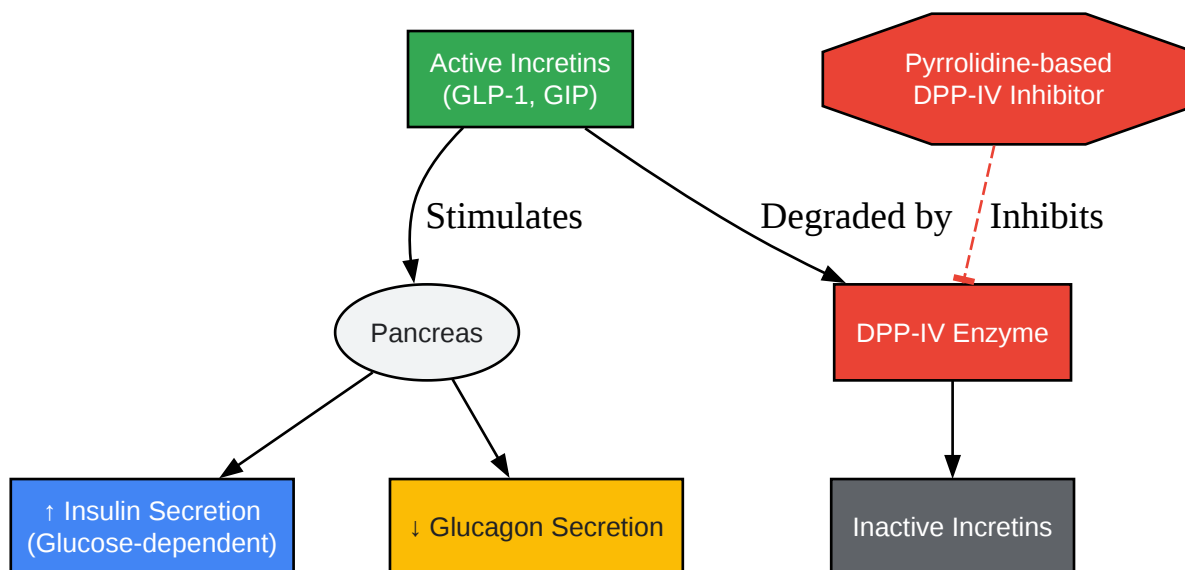 Active Incretins
(GLP-1, GIP)
Pyrrolidine-based
DPP-IV Inhibitor
Stimulates
Degraded by
Inhibits
Pancreas
DPP-IV Enzyme
↑ Insulin Secretion
(Glucose-dependent)
↓ Glucagon Secretion
Inactive Incretins